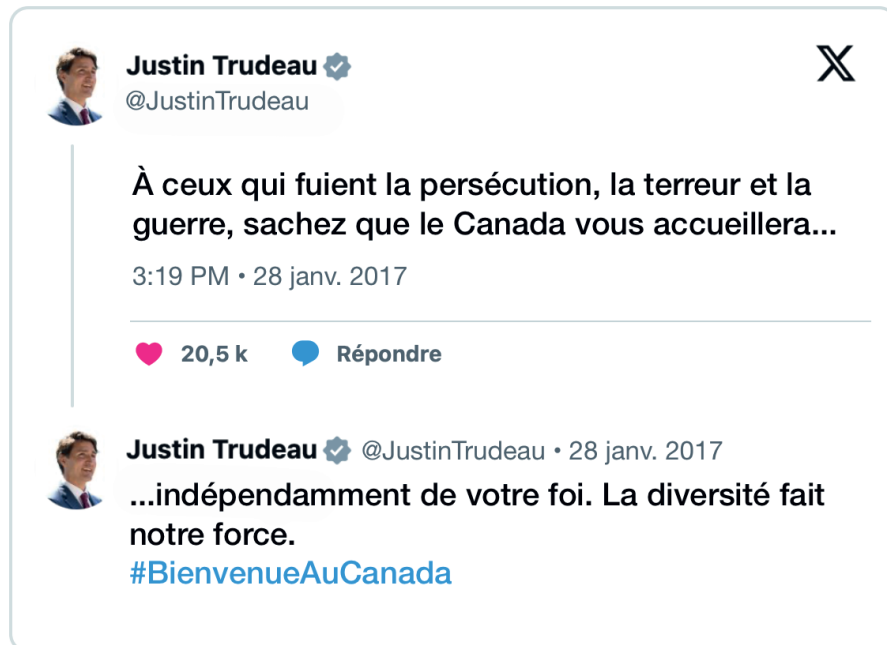 Justin Trudeau
@JustinTrudeau
À ceux qui fuient la persécution, la terreur et la
guerre, sachez que le Canada vous accueillera...
3:19 PM • 28 janv. 2017
20,5 k Répondre
Justin Trudeau @JustinTrudeau • 28 janv. 2017
...indépendamment de votre foi. La diversité fait
notre force.
#BienvenueAuCanada